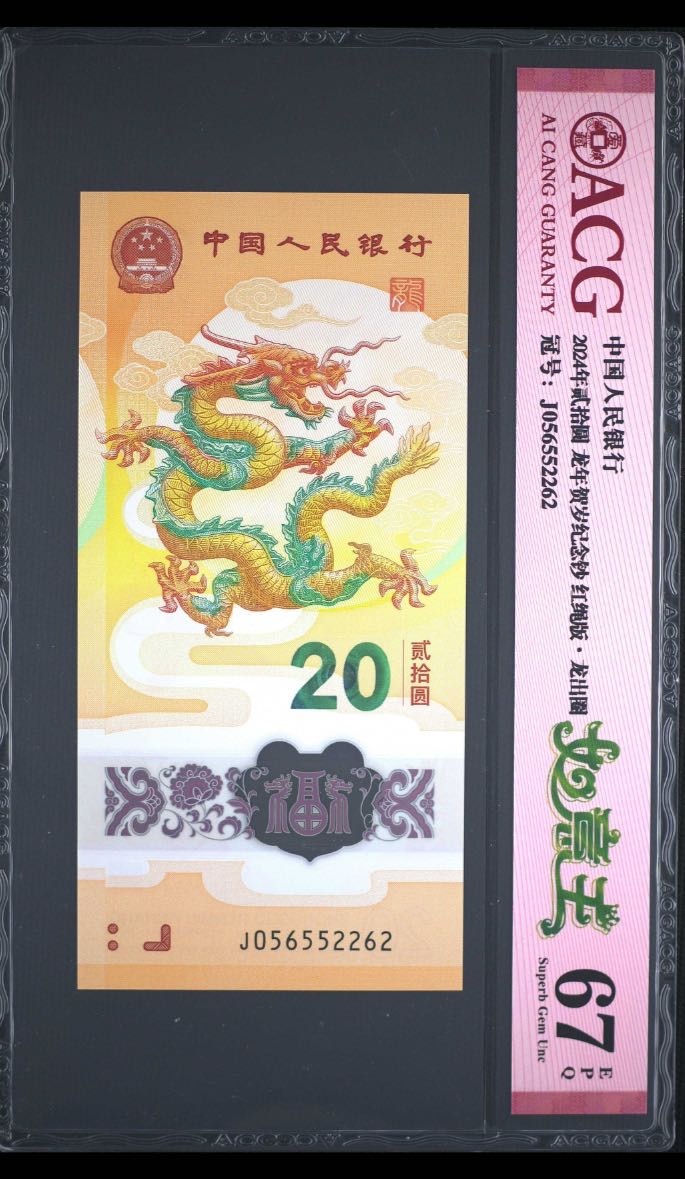 中国人民银行
龍
20
贰拾圆
福
J056552262
ACG
AI CANG GUARANTY
中国人民银行
2024年贰拾圆 龙年贺岁纪念钞 红绳版·龙出圈
冠号：J056552262
67
EPQ
Superb Gem Unc